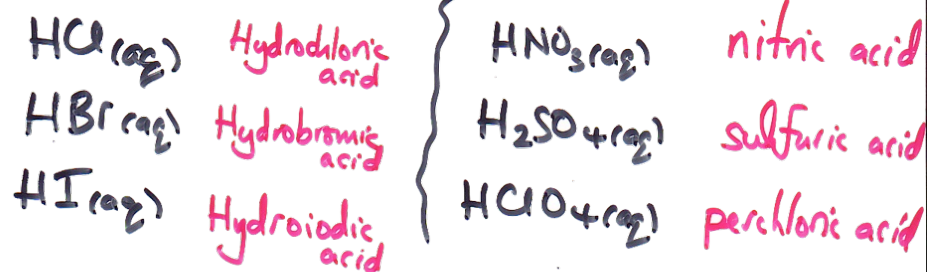 HCl(aq) Hydrochloric acid
HBr(aq) Hydrobromic acid
HI(aq) Hydroiodic acid
HNO₃(aq) nitric acid
H₂SO₄(aq) sulfuric acid
HClO₄(aq) perchloric acid